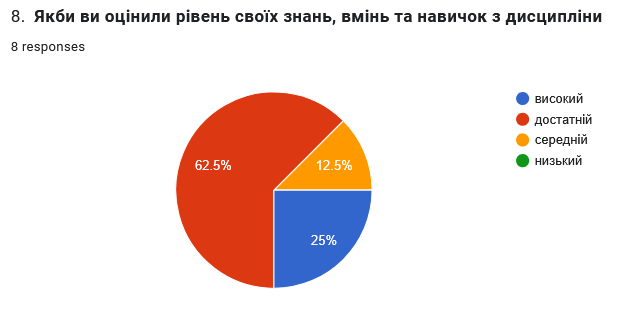 8. Якби ви оцінили рівень своїх знань, вмінь та навичок з дисципліни
8 responses
високий
достатній
середній
низький
62.5%
12.5%
25%